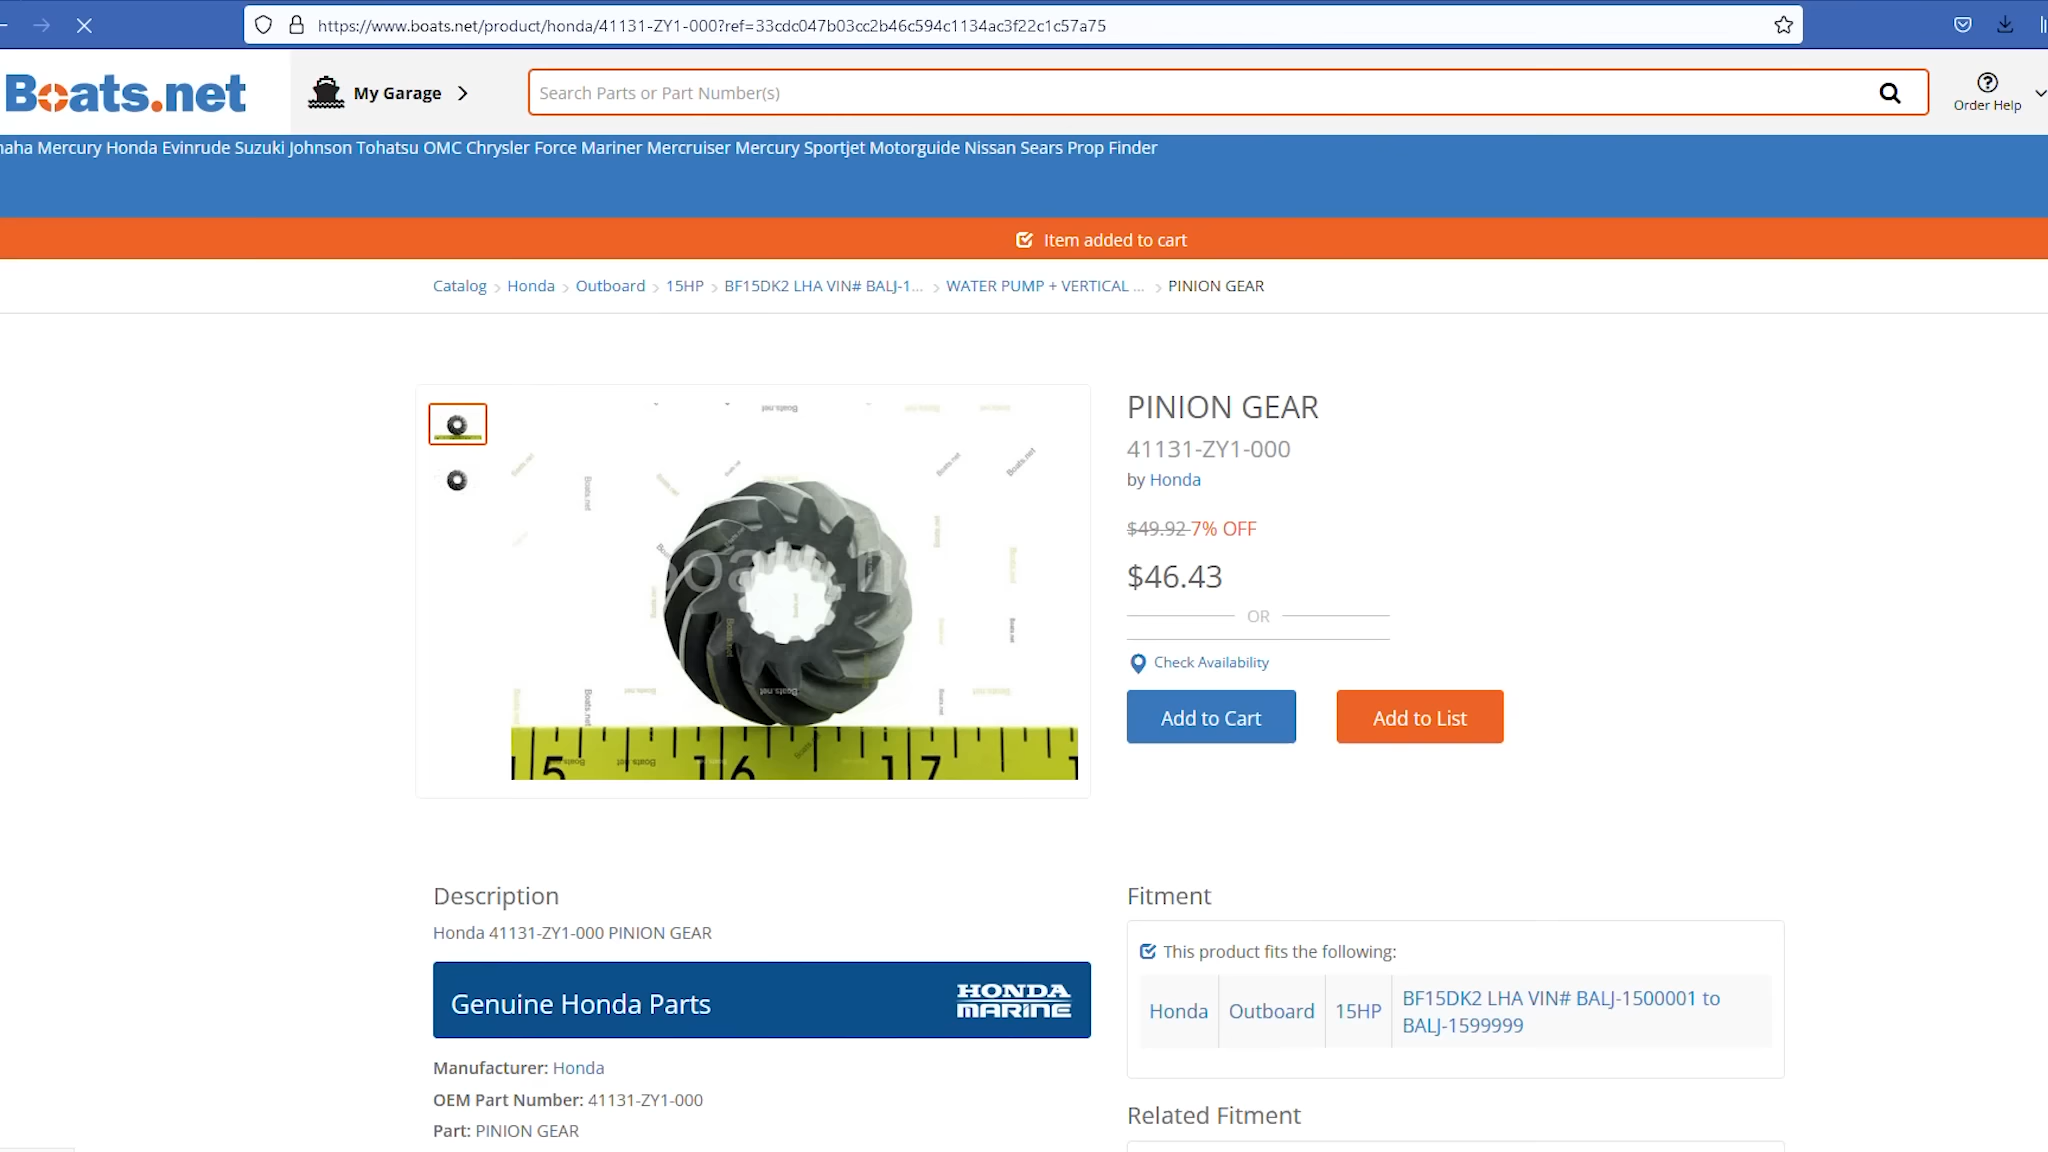 https://www.boats.net/product/honda/41131-ZY1-000?ref=33cdc047b03cc2b46c594c1134ac3f22c1c57a75
Boats.net
My Garage
Search Parts or Part Number(s)
Order Help
Mercury Honda Evinrude Suzuki Johnson Tohatsu OMC Chrysler Force Mariner Mercruiser Mercury Sportjet Motorguide Nissan Sears Prop Finder
Item added to cart
Catalog > Honda > Outboard > 15HP > BF15DK2 LHA VIN# BALJ-1... > WATER PUMP + VERTICAL ... > PINION GEAR
PINION GEAR
41131-ZY1-000
by Honda
$49.92 7% OFF
$46.43
OR
Check Availability
Add to Cart
Add to List
Boats.net
5 16 17
Description
Honda 41131-ZY1-000 PINION GEAR
Genuine Honda Parts
HONDA
MARINE
Manufacturer: Honda
OEM Part Number: 41131-ZY1-000
Part: PINION GEAR
Fitment
This product fits the following:
Honda
Outboard
15HP
BF15DK2 LHA VIN# BALJ-1500001 to
BALJ-1599999
Related Fitment